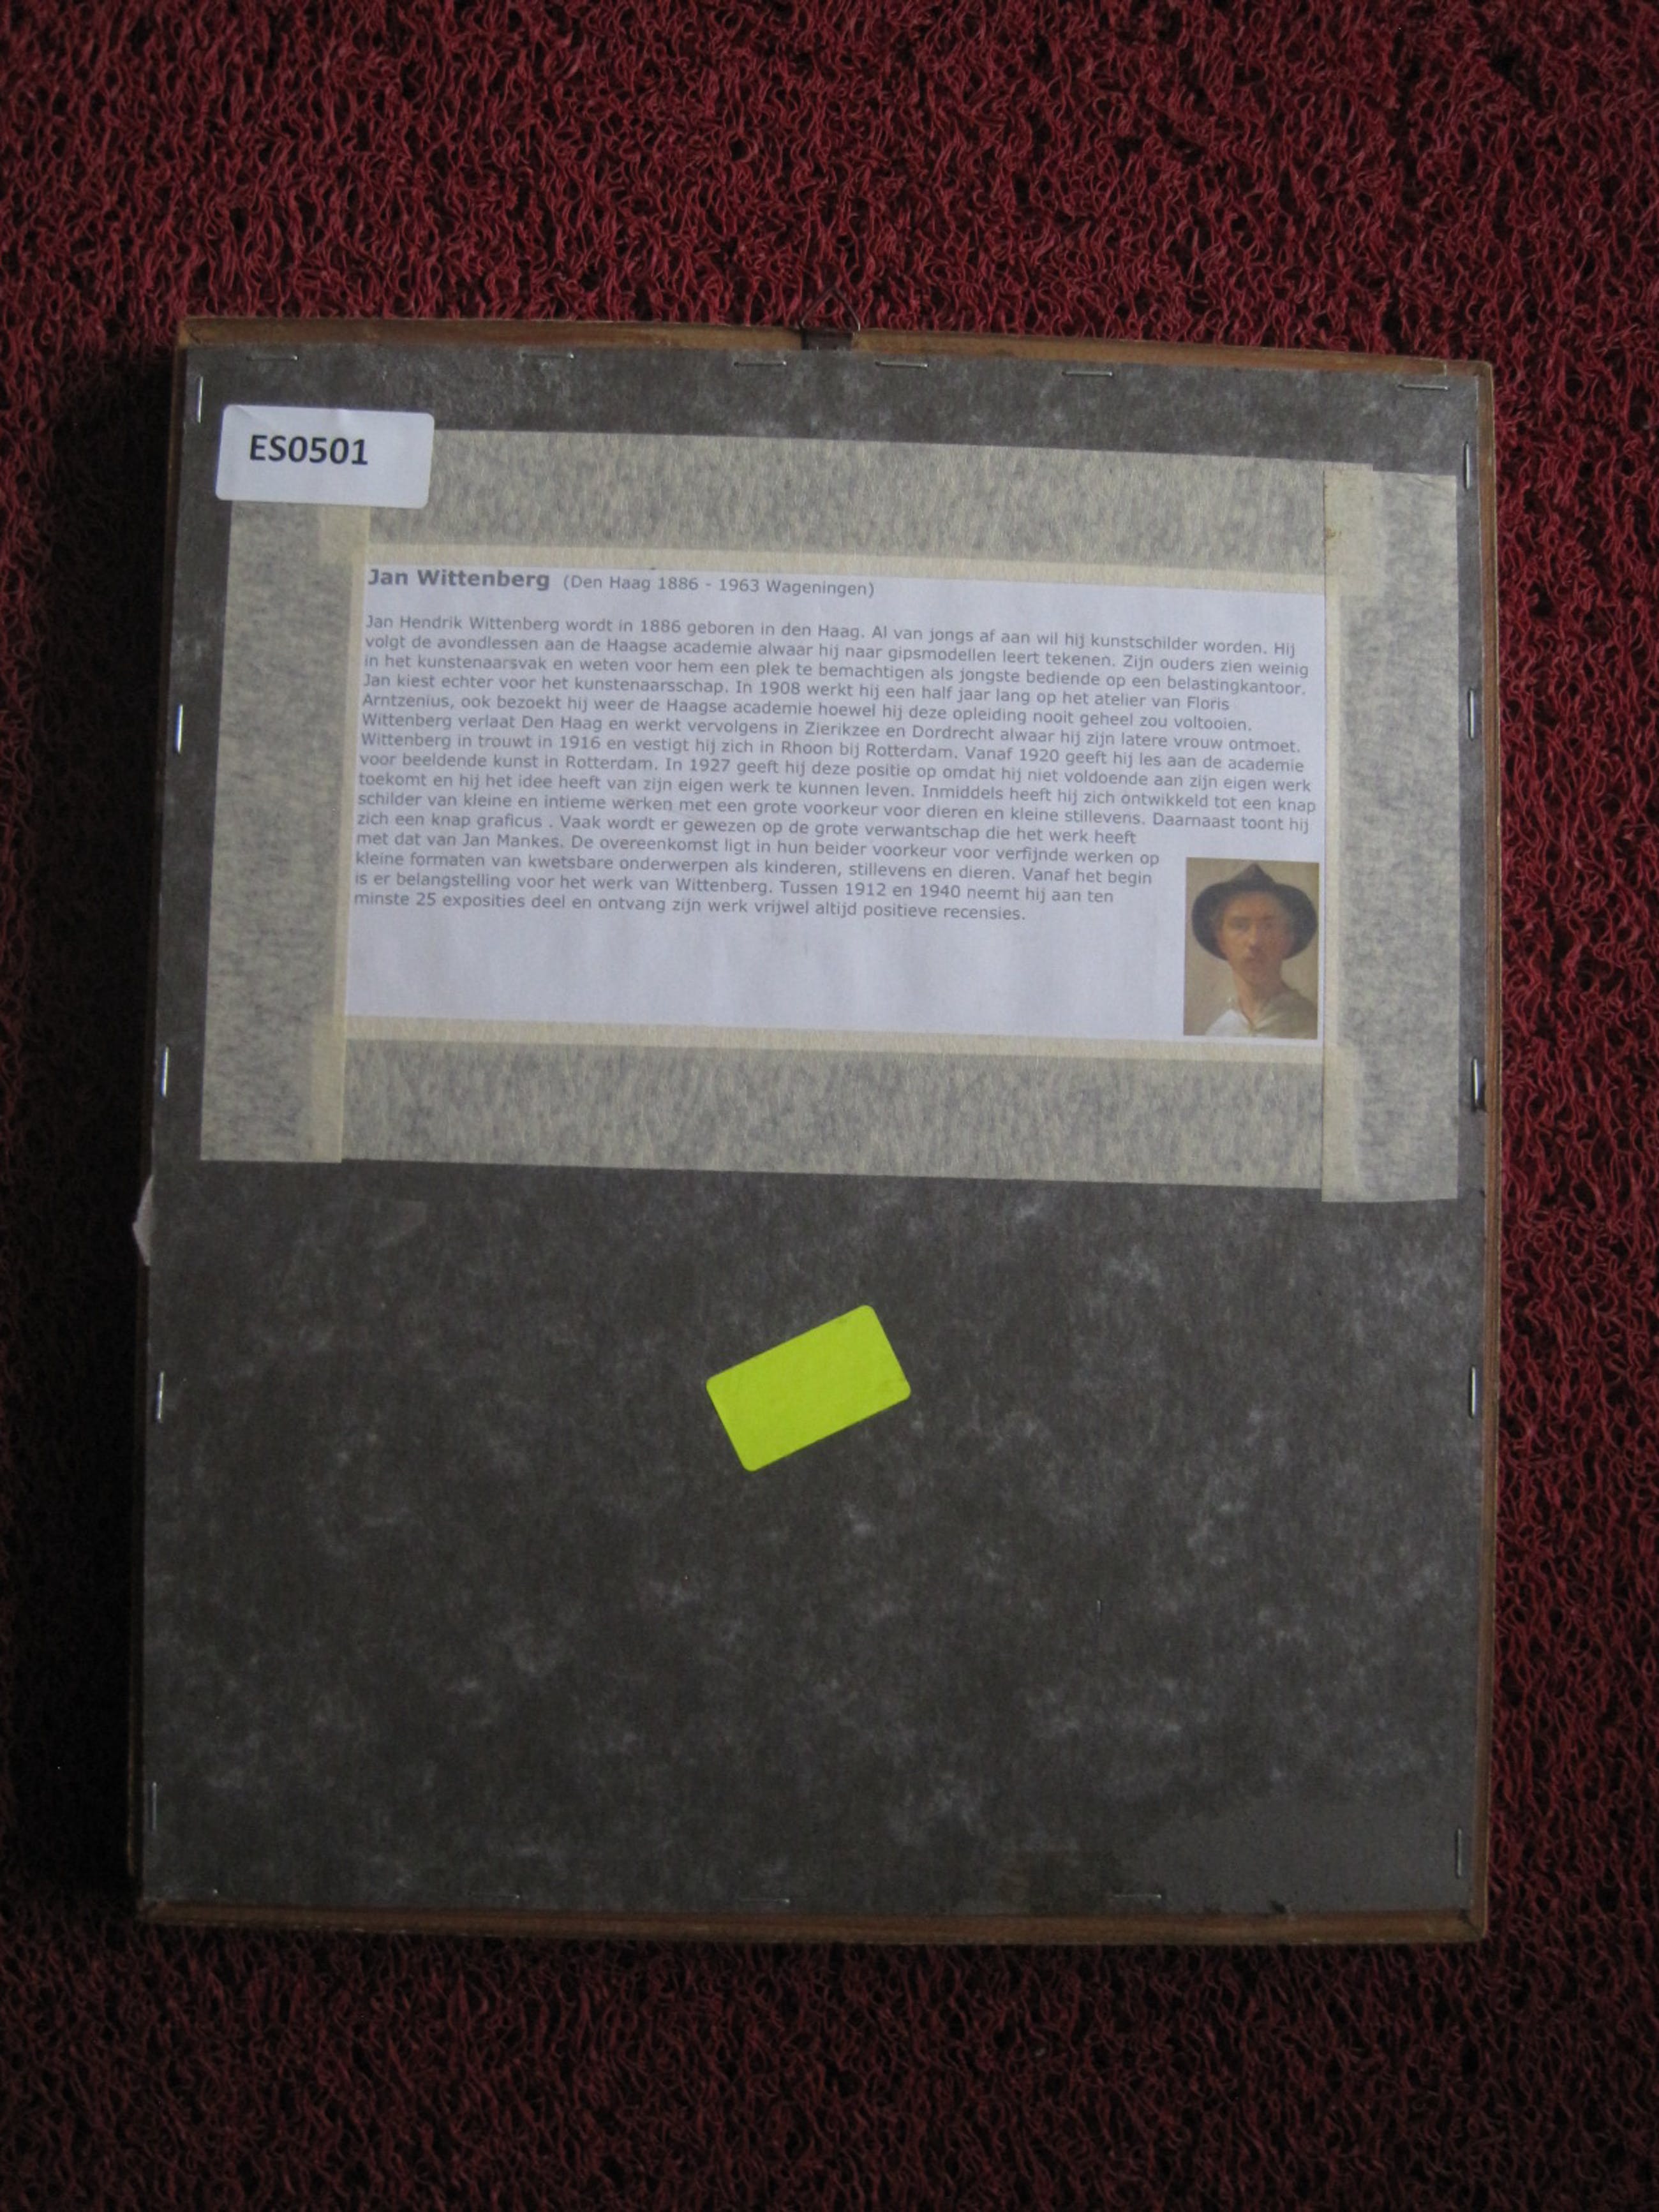 ES0501
Jan Wittenberg (Den Haag 1886 - 1963 Wageningen)
Jan Hendrik Wittenberg wordt in 1886 geboren in den Haag. Al van jongs af aan wil hij kunstschilder worden. Hij
volgt de avondlessen aan de Haagse academie alwaar hij naar gipsmodellen leert tekenen. Zijn ouders zien weinig
in het kunstenaarsvak en weten voor hem een plek te bemachtigen als jongste bediende op een belastingkantoor.
Jan kiest echter voor het kunstenaarsschap. In 1908 werkt hij een half jaar lang op het atelier van Floris
Arntzenius, ook bezoekt hij weer de Haagse academie hoewel hij deze opleiding nooit geheel zou voltooien.
Wittenberg verlaat Den Haag en werkt vervolgens in Zierikzee en Dordrecht alwaar hij zijn latere vrouw ontmoet.
Wittenberg in trouwt in 1916 en vestigt hij zich in Rhoon bij Rotterdam. Vanaf 1920 geeft hij les aan de academie
voor beeldende kunst in Rotterdam. In 1927 geeft hij deze positie op omdat hij niet voldoende aan zijn eigen werk
toekomt en hij het idee heeft van zijn eigen werk te kunnen leven. Inmiddels heeft hij zich ontwikkeld tot een knap
schilder van kleine en intieme werken met een grote voorkeur voor dieren en kleine stillevens. Daarnaast toont hij
zich een knap graficus . Vaak wordt er gewezen op de grote verwantschap die het werk heeft
met dat van Jan Mankes. De overeenkomst ligt in hun beider voorkeur voor verfijnde werken op
kleine formaten van kwetsbare onderwerpen als kinderen, stillevens en dieren. Vanaf het begin
is er belangstelling voor het werk van Wittenberg. Tussen 1912 en 1940 neemt hij aan ten
minste 25 exposities deel en ontvang zijn werk vrijwel altijd positieve recensies.